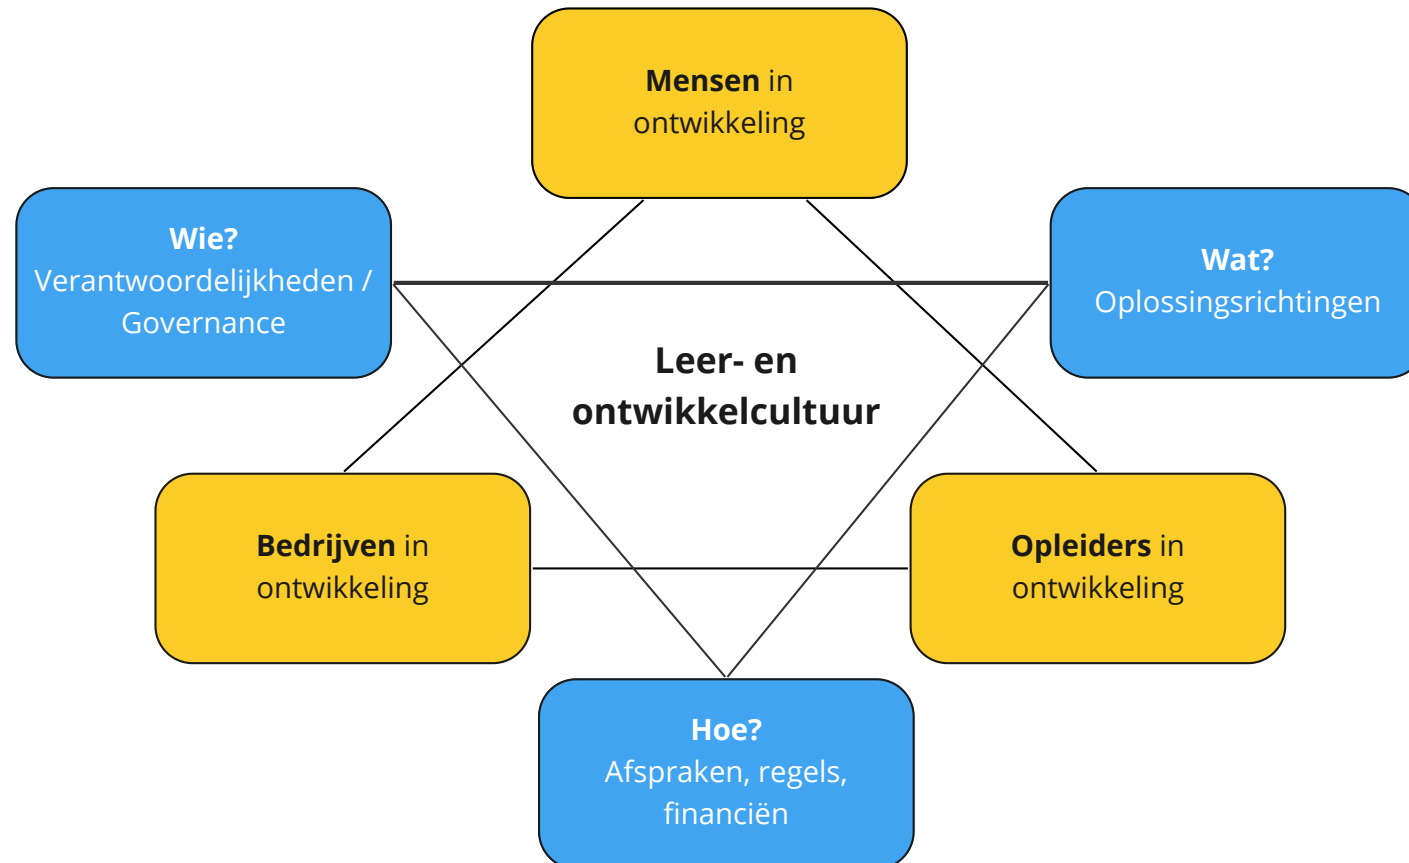 Mensen in
ontwikkeling
Wie?
Verantwoordelijkheden /
Governance
Wat?
Oplossingsrichtingen
Leer- en
ontwikkelcultuur
Bedrijven in
ontwikkeling
Opleiders in
ontwikkeling
Hoe?
Afspraken, regels,
financiën